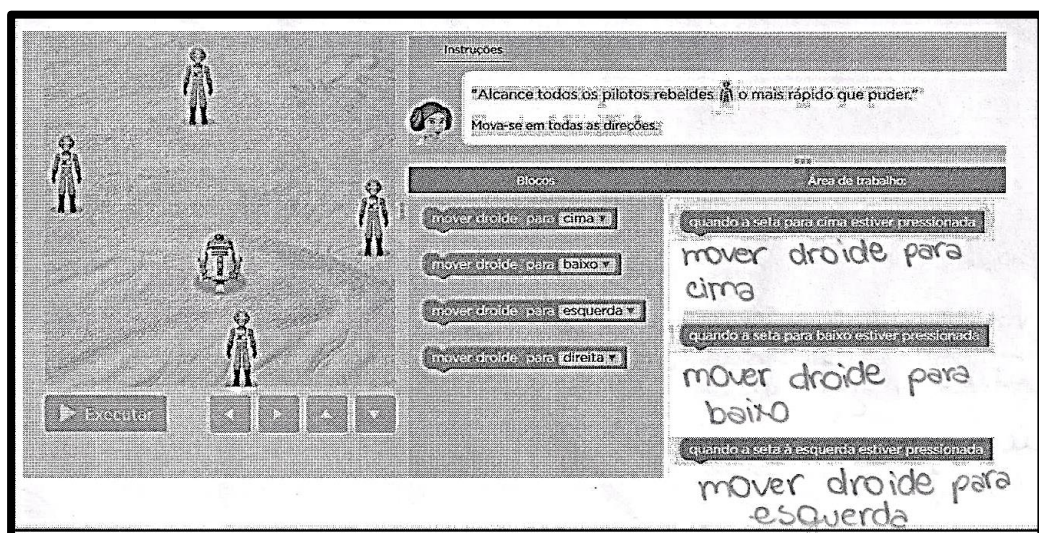 Instruções
"Alcance todos os pilotos rebeldes o mais rápido que puder."
Mova-se em todas as direções.
Blocos
Área de trabalho:
mover droide para cima
mover droide para baixo
mover droide para esquerda
mover droide para direita
quando a seta para cima estiver pressionada
mover droide para
cima
quando a seta para baixo estiver pressionada
mover droide para
baixo
quando a seta à esquerda estiver pressionada
mover droide para
esquerda
Executar